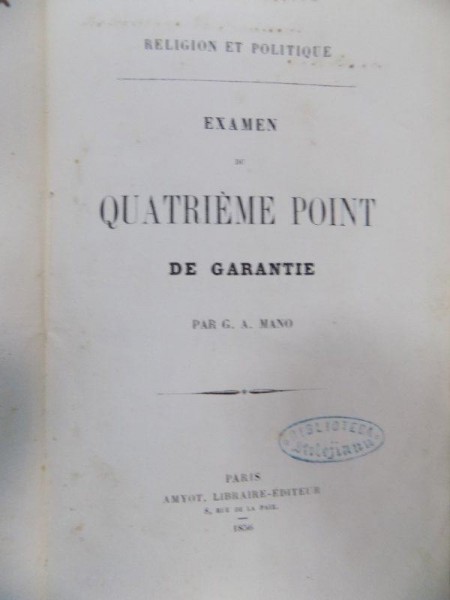 RELIGION ET POLITIQUE
EXAMEN
DU
QUATRIÈME POINT
DE GARANTIE
PAR G. A. MANO
BIBLIOTECA
PARIS
AMYOT, LIBRAIRE-ÉDITEUR
8, RUE DE LA PAIX.
1856